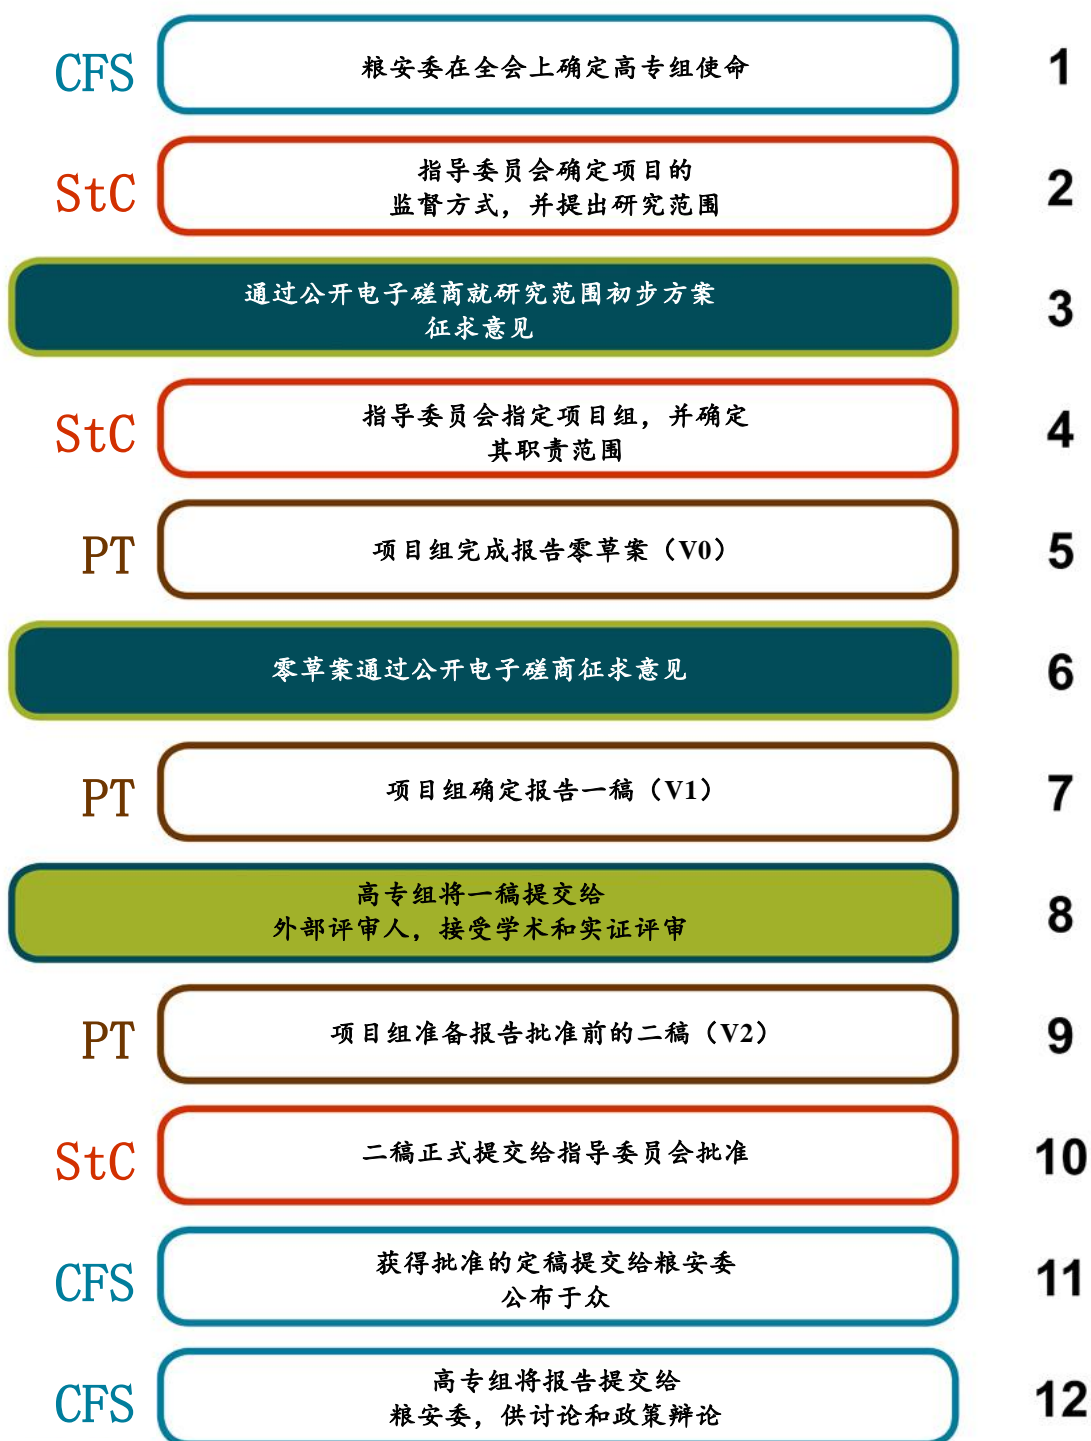 CFS
粮安委在全会上确定高专组使命
1
StC
指导委员会确定项目的
监督方式，并提出研究范围
2
通过公开电子磋商就研究范围初步方案
征求意见
3
StC
指导委员会指定项目组，并确定
其职责范围
4
PT
项目组完成报告零草案（V0）
5
零草案通过公开电子磋商征求意见
6
PT
项目组确定报告一稿（V1）
7
高专组将一稿提交给
外部评审人，接受学术和实证评审
8
PT
项目组准备报告批准前的二稿（V2）
9
StC
二稿正式提交给指导委员会批准
10
CFS
获得批准的定稿提交给粮安委
公布于众
11
CFS
高专组将报告提交给
粮安委，供讨论和政策辩论
12